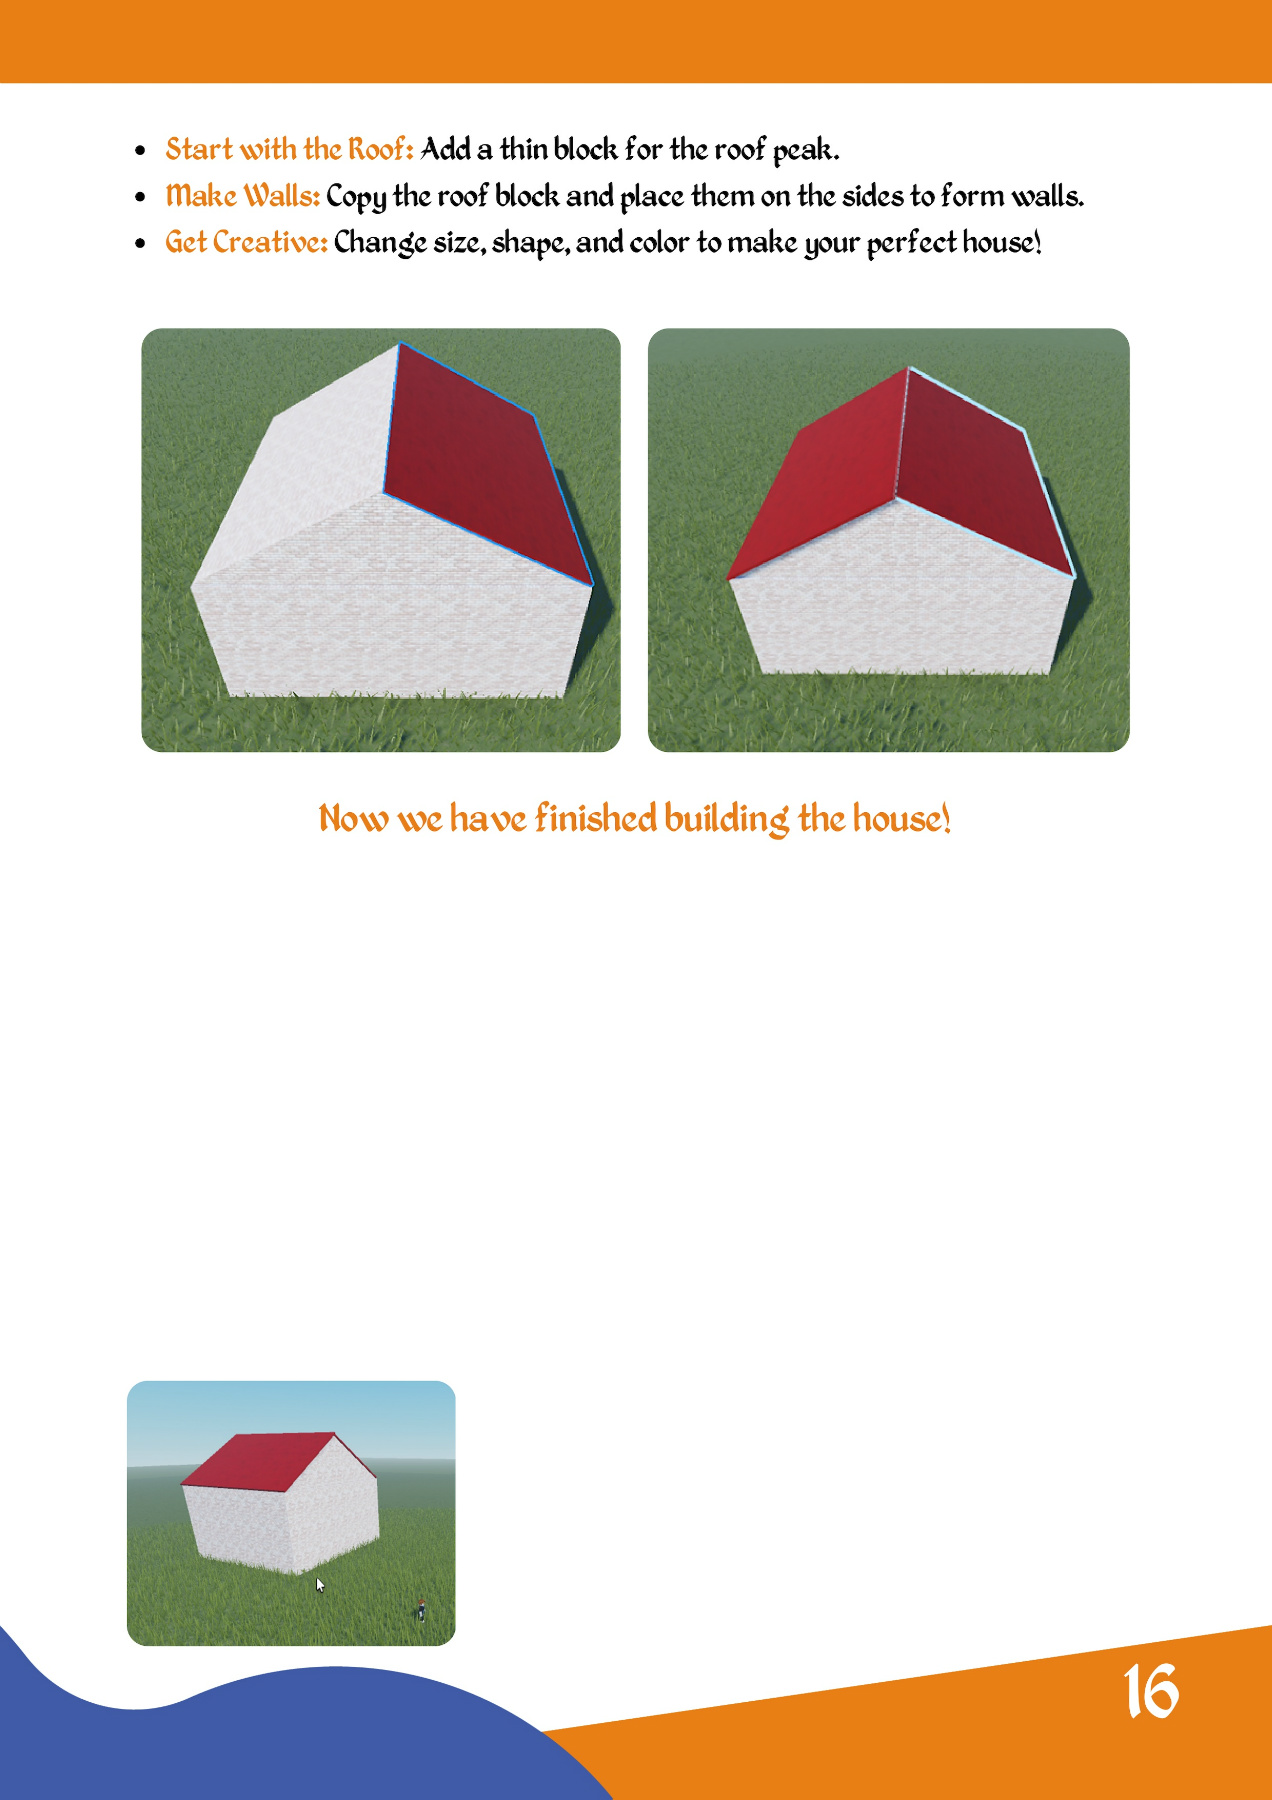 • Start with the Roof: Add a thin block for the roof peak.
• Make Walls: Copy the roof block and place them on the sides to form walls.
• Get Creative: Change size, shape, and color to make your perfect house!
Now we have finished building the house!
16